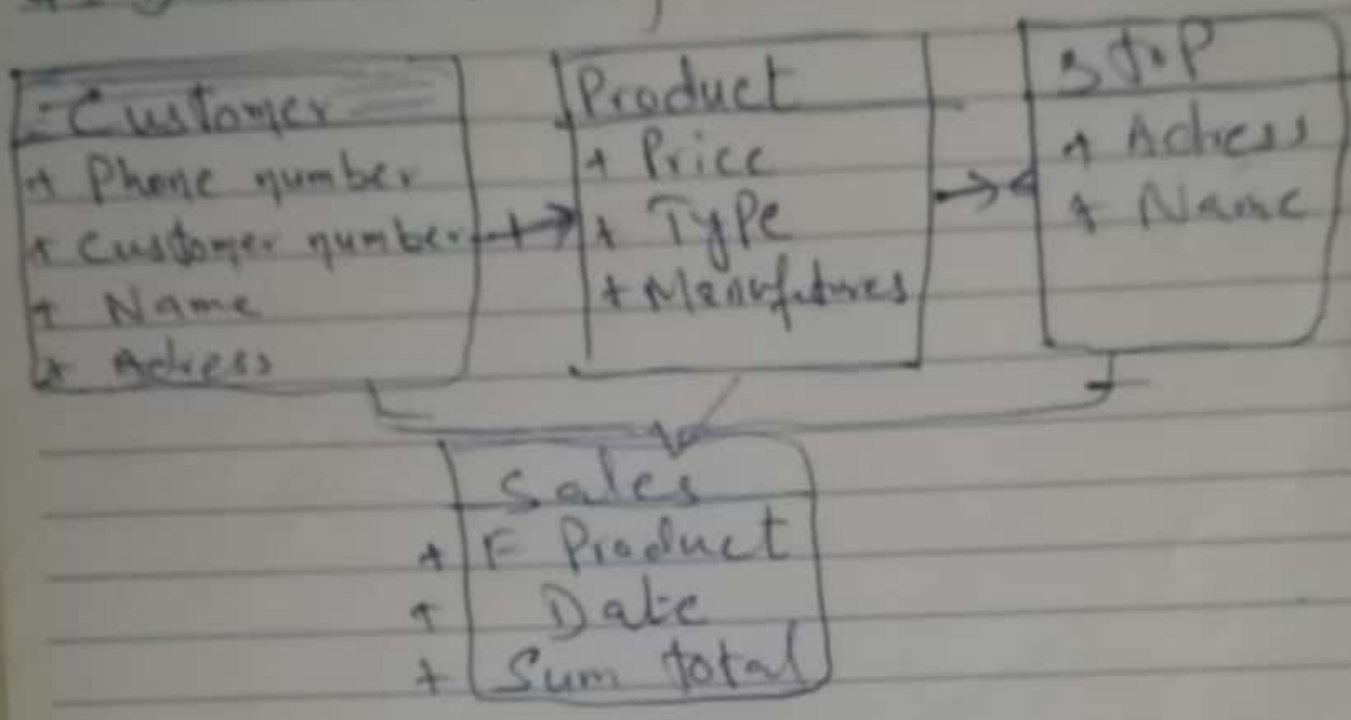 Customer
+ Phone number
+ Customer number
+ Name
+ Adress
Product
+ Price
+ Type
+ Manufatures
+ Adress
+ Name
Sales
+ F Product
+ Date
+ Sum total